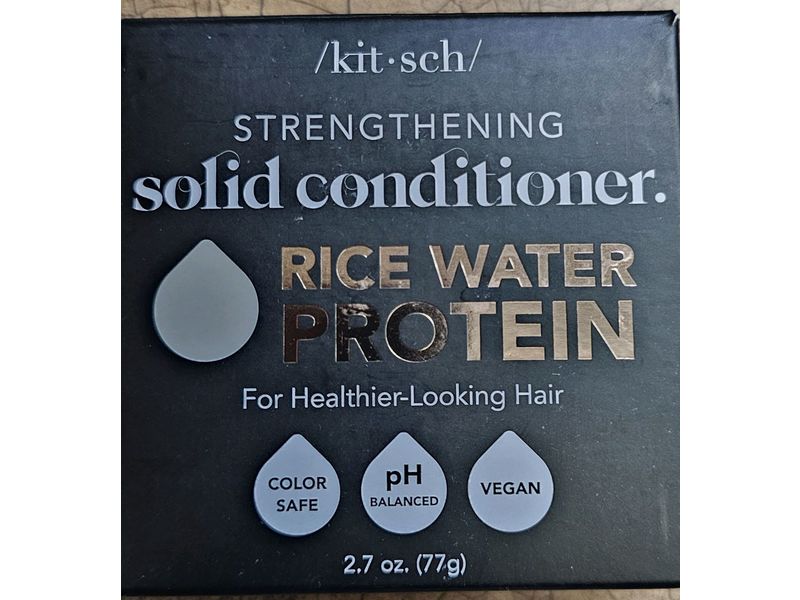 /kit·sch/
STRENGTHENING
solid conditioner.
RICE WATER
PROTEIN
For Healthier-Looking Hair
COLOR
SAFE
pH
BALANCED
VEGAN
2.7 oz. (77g)